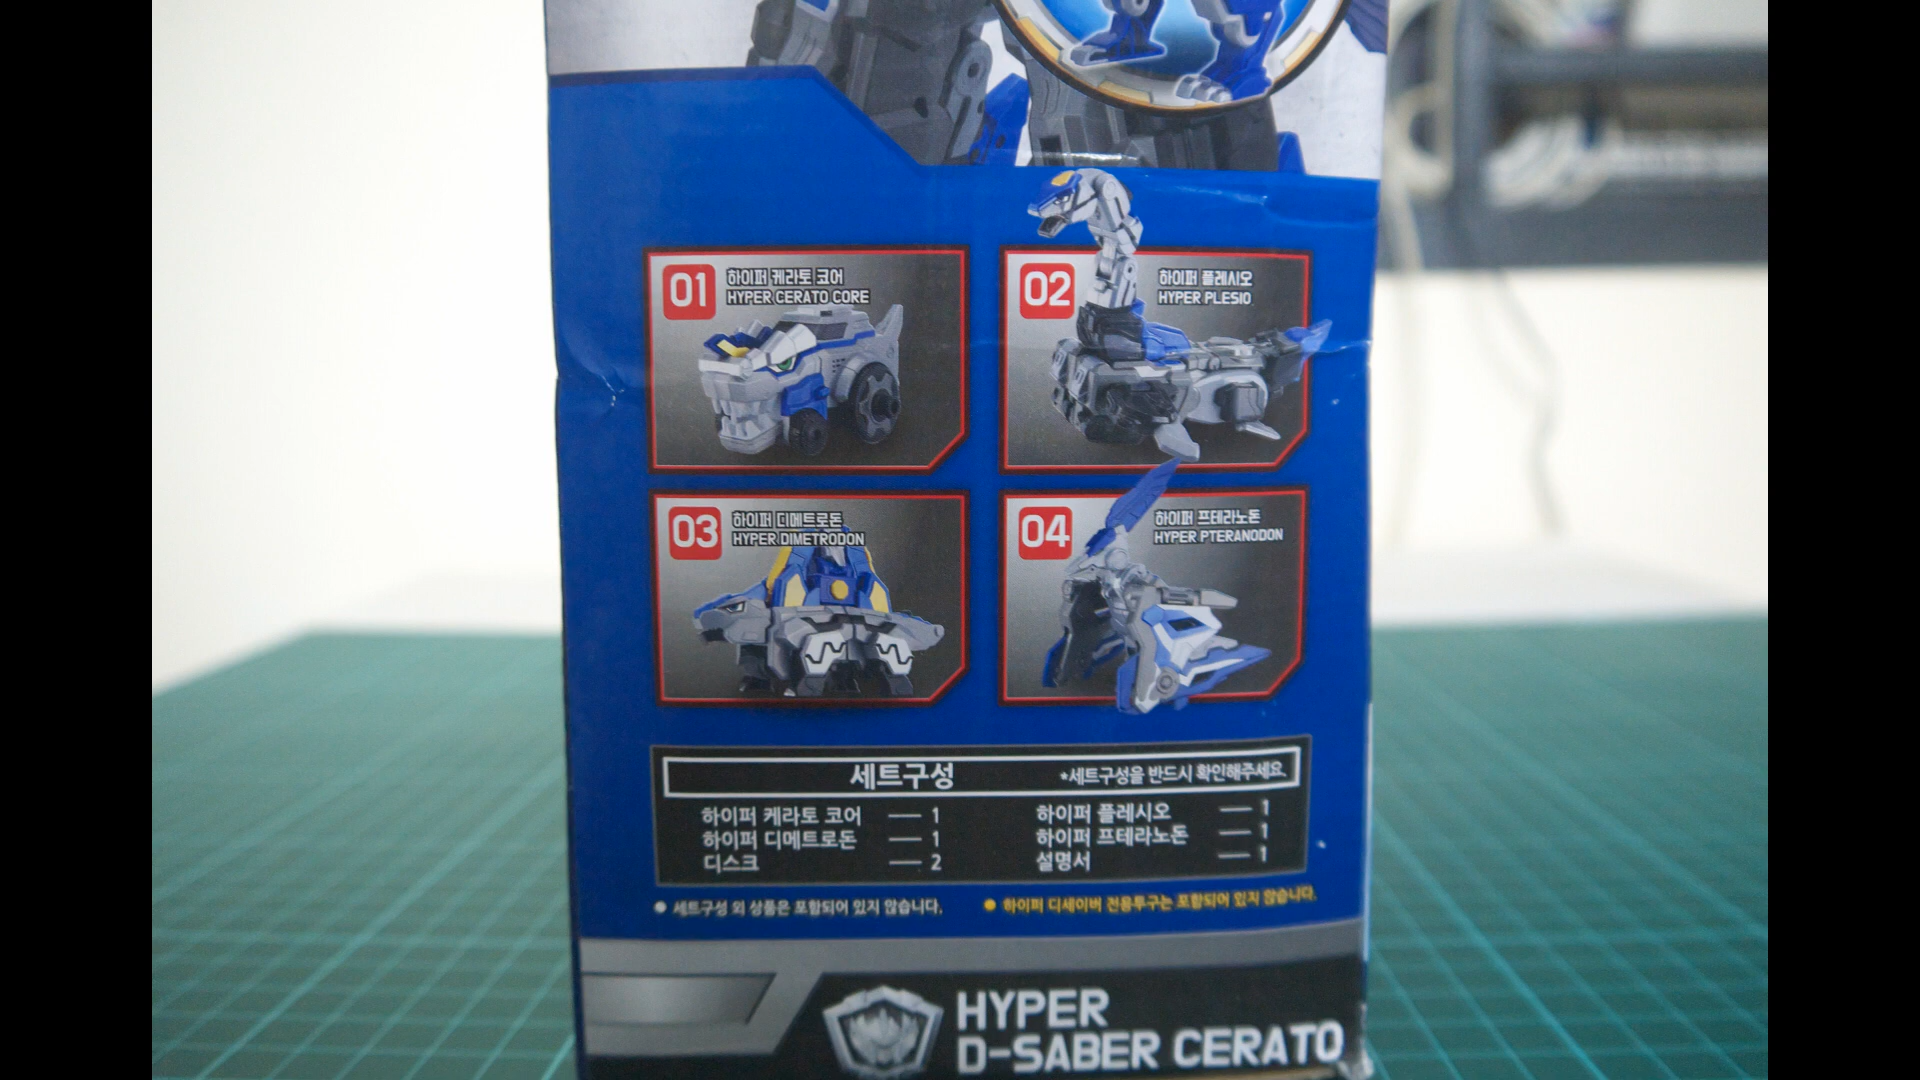 01
하이퍼 케라토 코어
HYPER CERATO CORE
02
하이퍼 플레시오
HYPER PLESIO
03
하이퍼 디메트로돈
HYPER DIMETRODON
04
하이퍼 프테라노돈
HYPER PTERANODON
세트구성 *세트구성을 반드시 확인해주세요.
하이퍼 케라토 코어 — 1
하이퍼 플레시오 — 1
하이퍼 디메트로돈 — 1
하이퍼 프테라노돈 — 1
디스크 — 2
설명서 — 1
● 세트구성 외 상품은 포함되어 있지 않습니다.
● 하이퍼 디세이버 전용투구는 포함되어 있지 않습니다.
HYPER
D-SABER CERATO